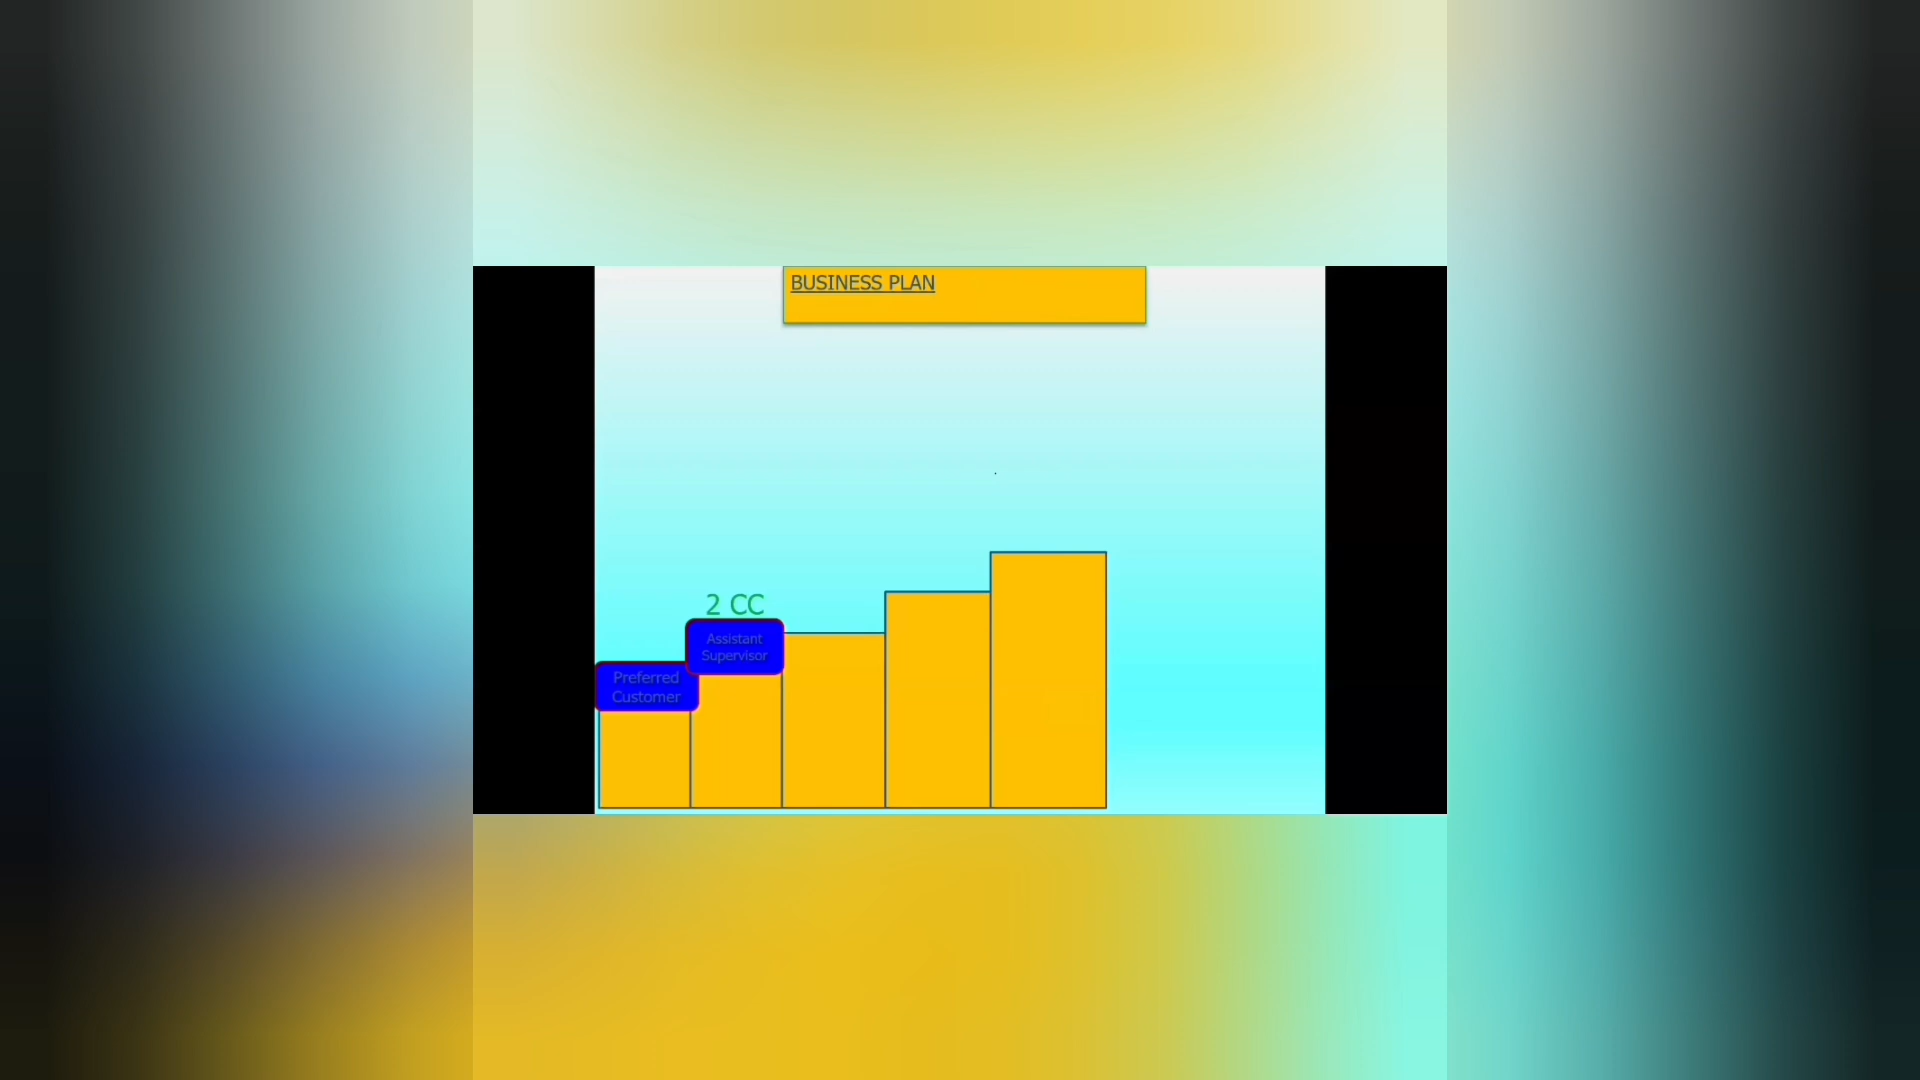 BUSINESS PLAN
2 CC
Assistant
Supervisor
Preferred
Customer